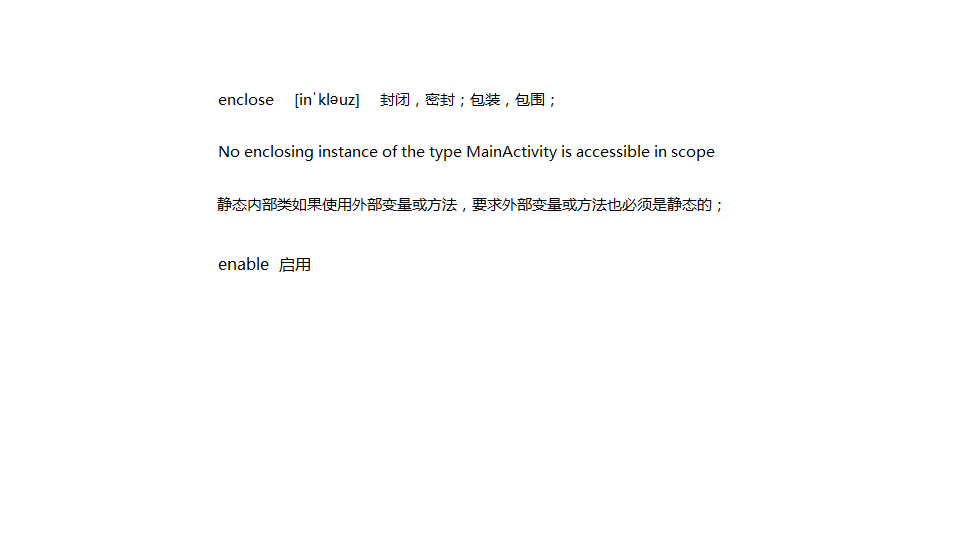 enclose [inˈkləuz] 封闭，密封；包装，包围；
No enclosing instance of the type MainActivity is accessible in scope
静态内部类如果使用外部变量或方法，要求外部变量或方法也必须是静态的；
enable 启用